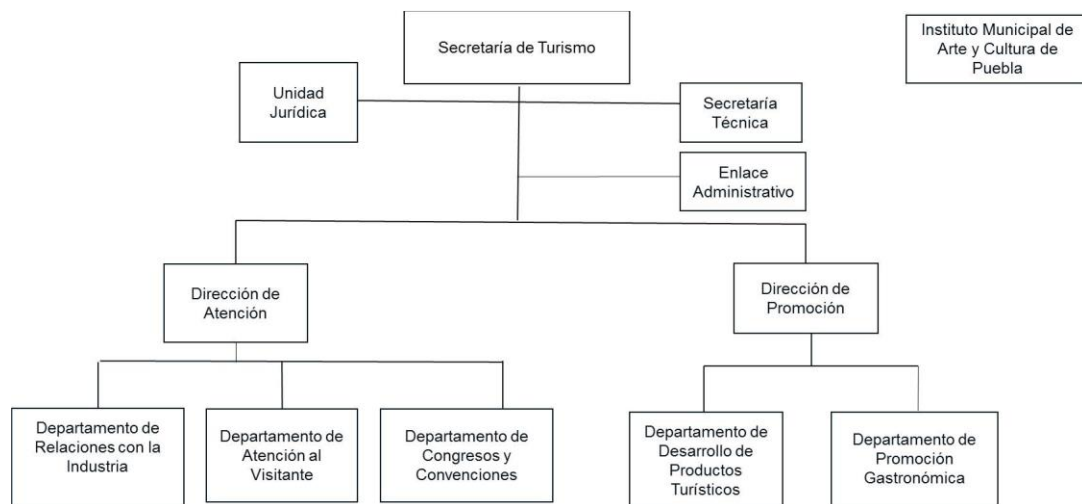 Secretaría de Turismo
Instituto Municipal de
Arte y Cultura de
Puebla
Unidad
Jurídica
Secretaría
Técnica
Enlace
Administrativo
Dirección de
Atención
Dirección de
Promoción
Departamento de
Relaciones con la
Industria
Departamento de
Atención al
Visitante
Departamento de
Congresos y
Convenciones
Departamento de
Desarrollo de
Productos
Turísticos
Departamento de
Promoción
Gastronómica